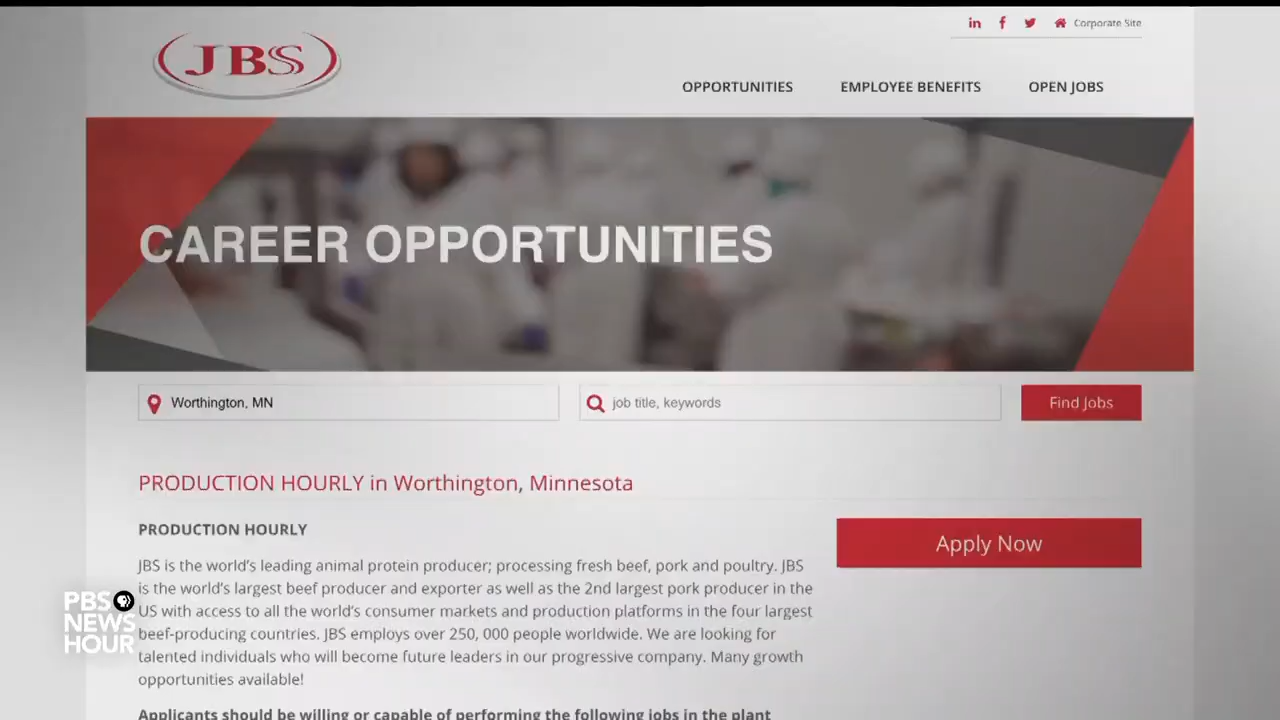 JBS
in f Corporate Site
OPPORTUNITIES EMPLOYEE BENEFITS OPEN JOBS
CAREER OPPORTUNITIES
Worthington, MN
job title, keywords
Find Jobs
PRODUCTION HOURLY in Worthington, Minnesota
PRODUCTION HOURLY
Apply Now
JBS is the world's leading animal protein producer; processing fresh beef, pork and poultry. JBS
is the world's largest beef producer and exporter as well as the 2nd largest pork producer in the
US with access to all the world's consumer markets and production platforms in the four largest
beef-producing countries. JBS employs over 250, 000 people worldwide. We are looking for
talented individuals who will become future leaders in our progressive company. Many growth
opportunities available!
Applicants should be willing or capable of performing the following jobs in the plant
PBS
NEWS
HOUR